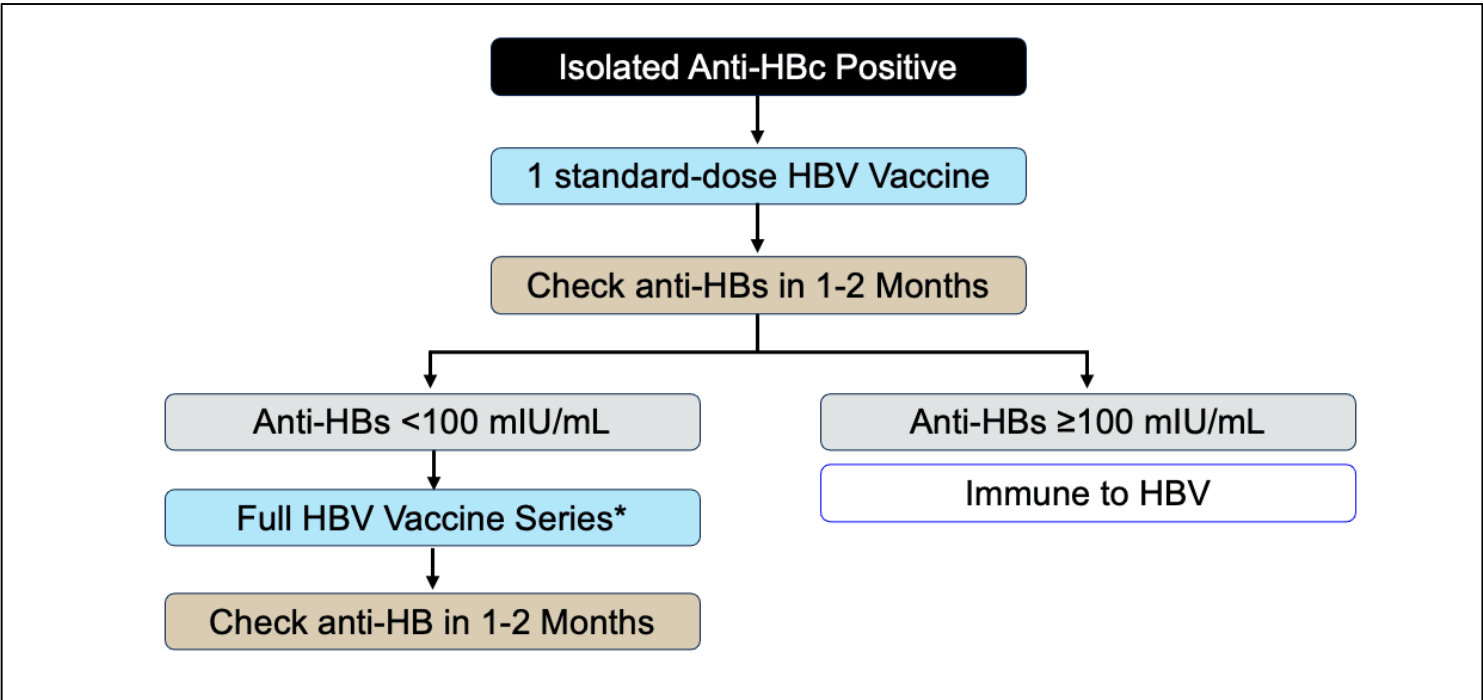 Isolated Anti-HBc Positive
1 standard-dose HBV Vaccine
Check anti-HBs in 1-2 Months
Anti-HBs <100 mIU/mL
Anti-HBs ≥100 mIU/mL
Full HBV Vaccine Series*
Immune to HBV
Check anti-HB in 1-2 Months